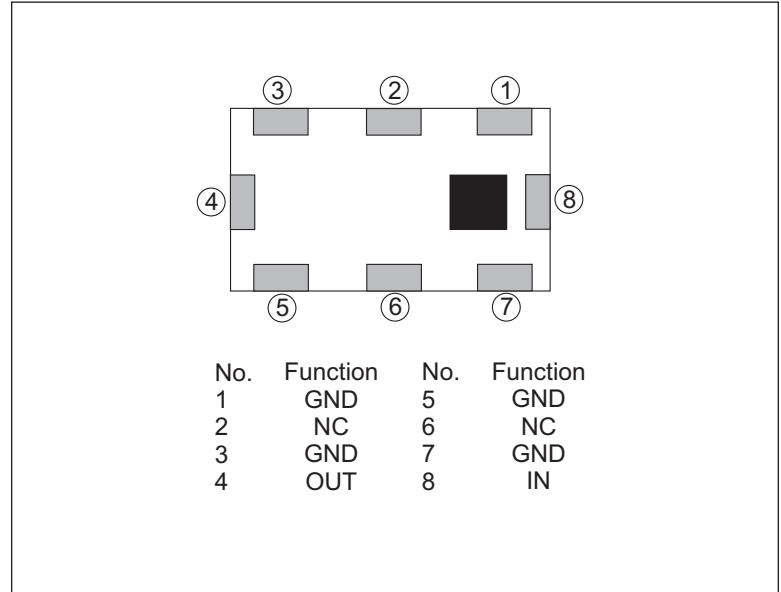 ③ ② ①
④ ⑧
⑤ ⑥ ⑦
No. Function No. Function
1 GND 5 GND
2 NC 6 NC
3 GND 7 GND
4 OUT 8 IN